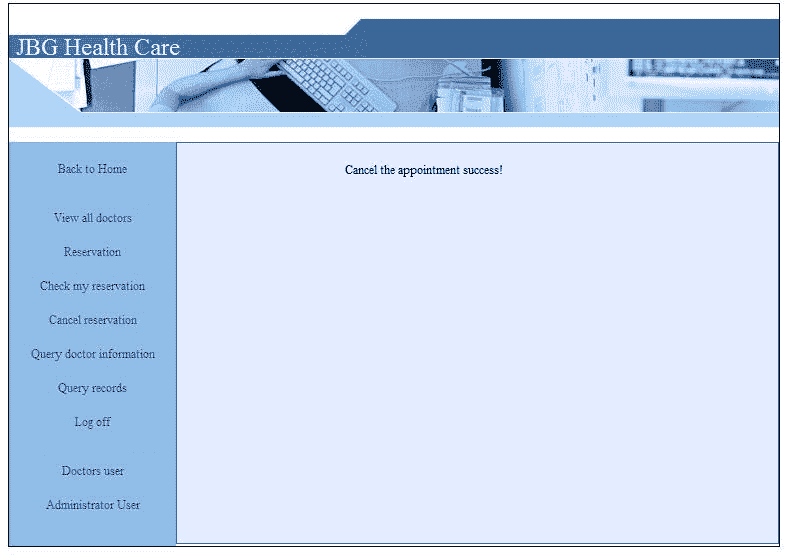 JBG Health Care
Back to Home
Cancel the appointment success!
View all doctors
Reservation
Check my reservation
Cancel reservation
Query doctor information
Query records
Log off
Doctors user
Administrator User